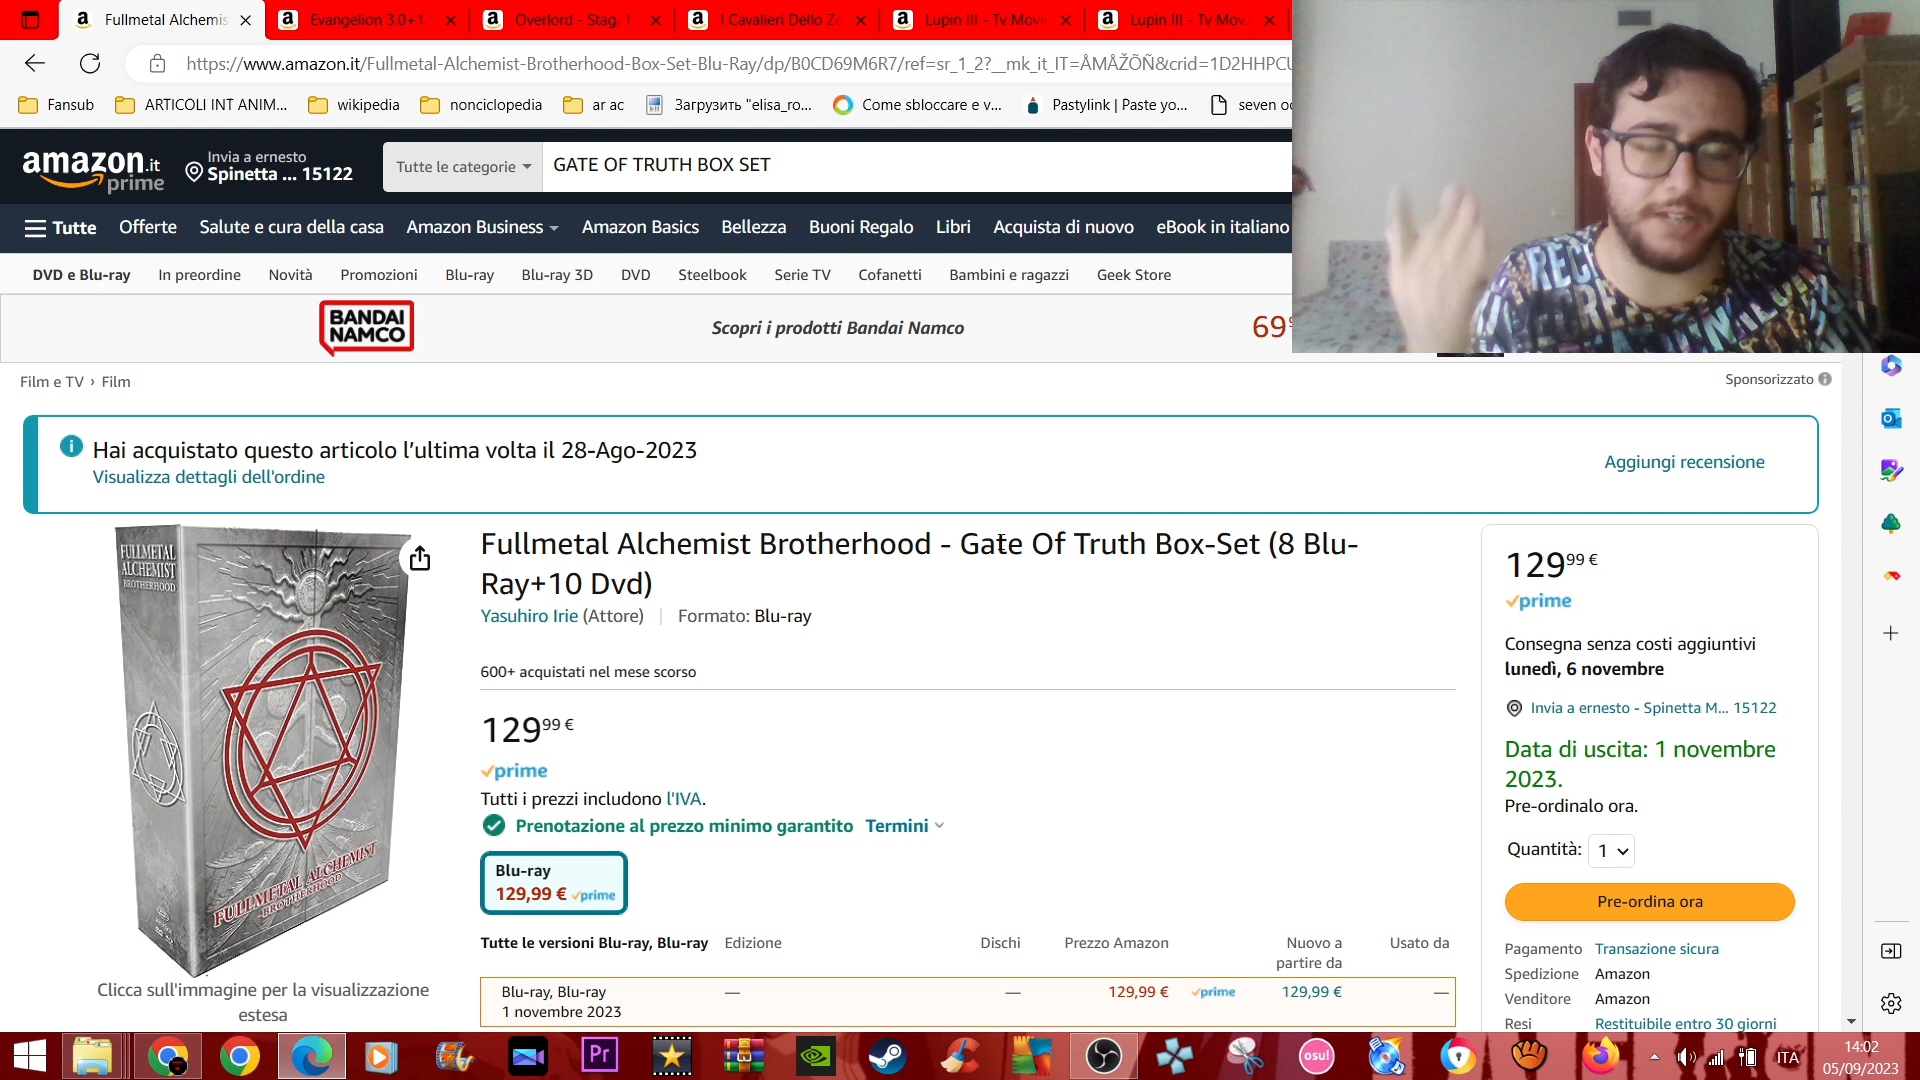 Fullmetal Alchemis
Evangelion 3.0+1.
Overlord - Stag. 1
I Cavalieri Dello Zo
Lupin III - Tv Movie
Lupin III - Tv Mov
https://www.amazon.it/Fullmetal-Alchemist-Brotherhood-Box-Set-Blu-Ray/dp/B0CD69M6R7/ref=sr_1_2?__mk_it_IT=ÅMÅŽÕÑ&crid=1D2HHPCU
Fansub
ARTICOLI INT ANIM...
wikipedia
nonciclopedia
ar ac
Загрузить "elisa_ro...
Come sbloccare e v...
Pastylink | Paste yo...
seven oc
amazon.it
prime
Invia a ernesto
Spinetta ... 15122
Tutte le categorie
GATE OF TRUTH BOX SET
Tutte
Offerte
Salute e cura della casa
Amazon Business
Amazon Basics
Bellezza
Buoni Regalo
Libri
Acquista di nuovo
eBook in italiano
DVD e Blu-ray
In preordine
Novità
Promozioni
Blu-ray
Blu-ray 3D
DVD
Steelbook
Serie TV
Cofanetti
Bambini e ragazzi
Geek Store
BANDAI
NAMCO
Scopri i prodotti Bandai Namco
69
Film e TV › Film
Sponsorizzato
Hai acquistato questo articolo l'ultima volta il 28-Ago-2023
Visualizza dettagli dell'ordine
Aggiungi recensione
FULLMETAL
ALCHEMIST
BROTHERHOOD
FULLMETAL ALCHEMIST
BROTHERHOOD
Clicca sull'immagine per la visualizzazione
estesa
Fullmetal Alchemist Brotherhood - Gate Of Truth Box-Set (8 Blu-
Ray+10 Dvd)
Yasuhiro Irie (Attore) | Formato: Blu-ray
600+ acquistati nel mese scorso
129,99 €
prime
Tutti i prezzi includono l'IVA.
Prenotazione al prezzo minimo garantito Termini
Blu-ray
129,99 € prime
Tutte le versioni Blu-ray, Blu-ray
Edizione
Dischi
Prezzo Amazon
Nuovo a
partire da
Usato da
Blu-ray, Blu-ray
1 novembre 2023
—
—
129,99 €
prime
129,99 €
—
129,99 €
prime
Consegna senza costi aggiuntivi
lunedì, 6 novembre
Invia a ernesto - Spinetta M... 15122
Data di uscita: 1 novembre
2023.
Pre-ordinalo ora.
Quantità: 1
Pre-ordina ora
Pagamento Transazione sicura
Spedizione Amazon
Venditore Amazon
Resi Restituibile entro 30 giorni
Pr
osu!
ITA
14:02
05/09/2023